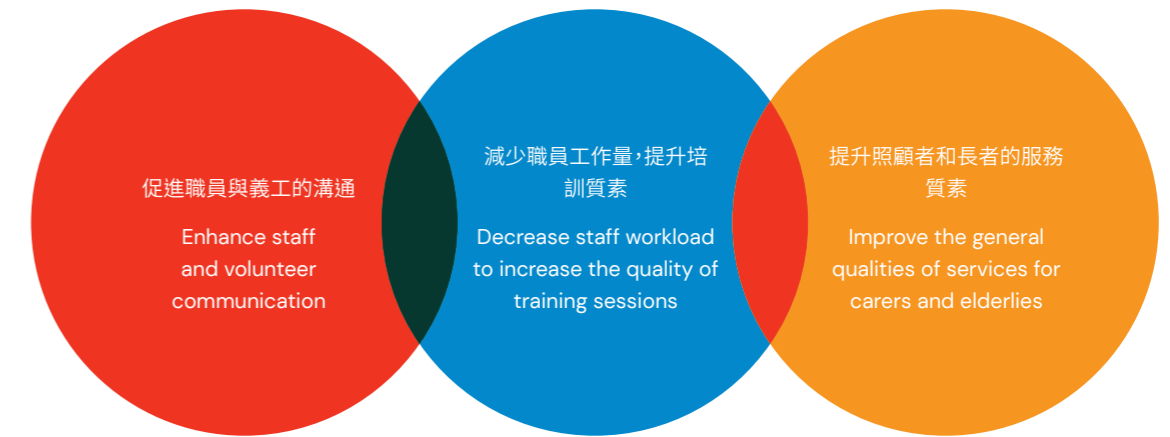 促進職員與義工的溝通
Enhance staff
and volunteer
communication
減少職員工作量，提升培
訓質素
Decrease staff workload
to increase the quality of
training sessions
提升照顧者和長者的服務
質素
Improve the general
qualities of services for
carers and elderlies